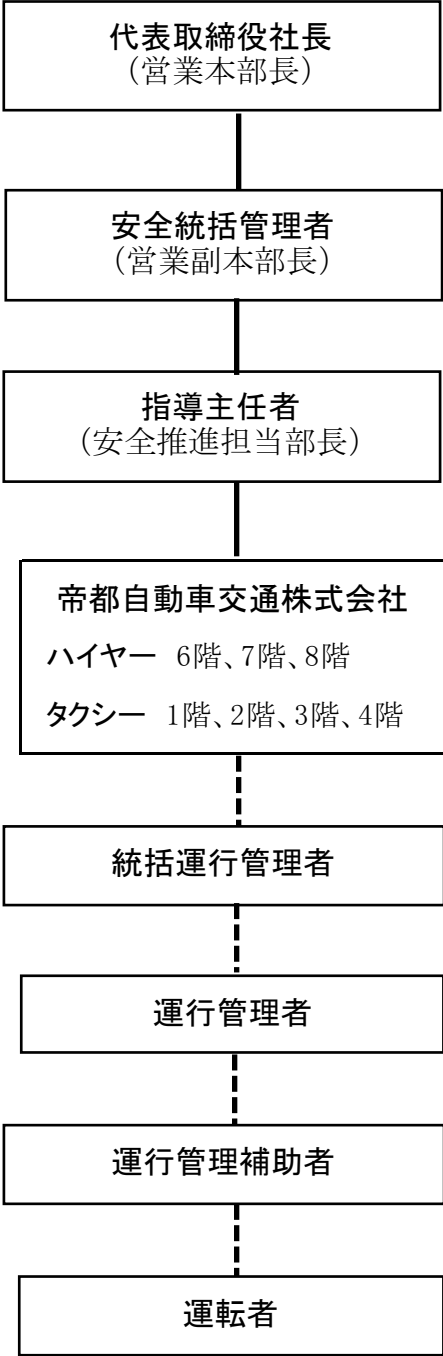 代表取締役社長
（営業本部長）
安全統括管理者
（営業副本部長）
指導主任者
（安全推進担当部長）
帝都自動車交通株式会社
ハイヤー 6階、7階、8階
タクシー 1階、2階、3階、4階
統括運行管理者
運行管理者
運行管理補助者
運転者